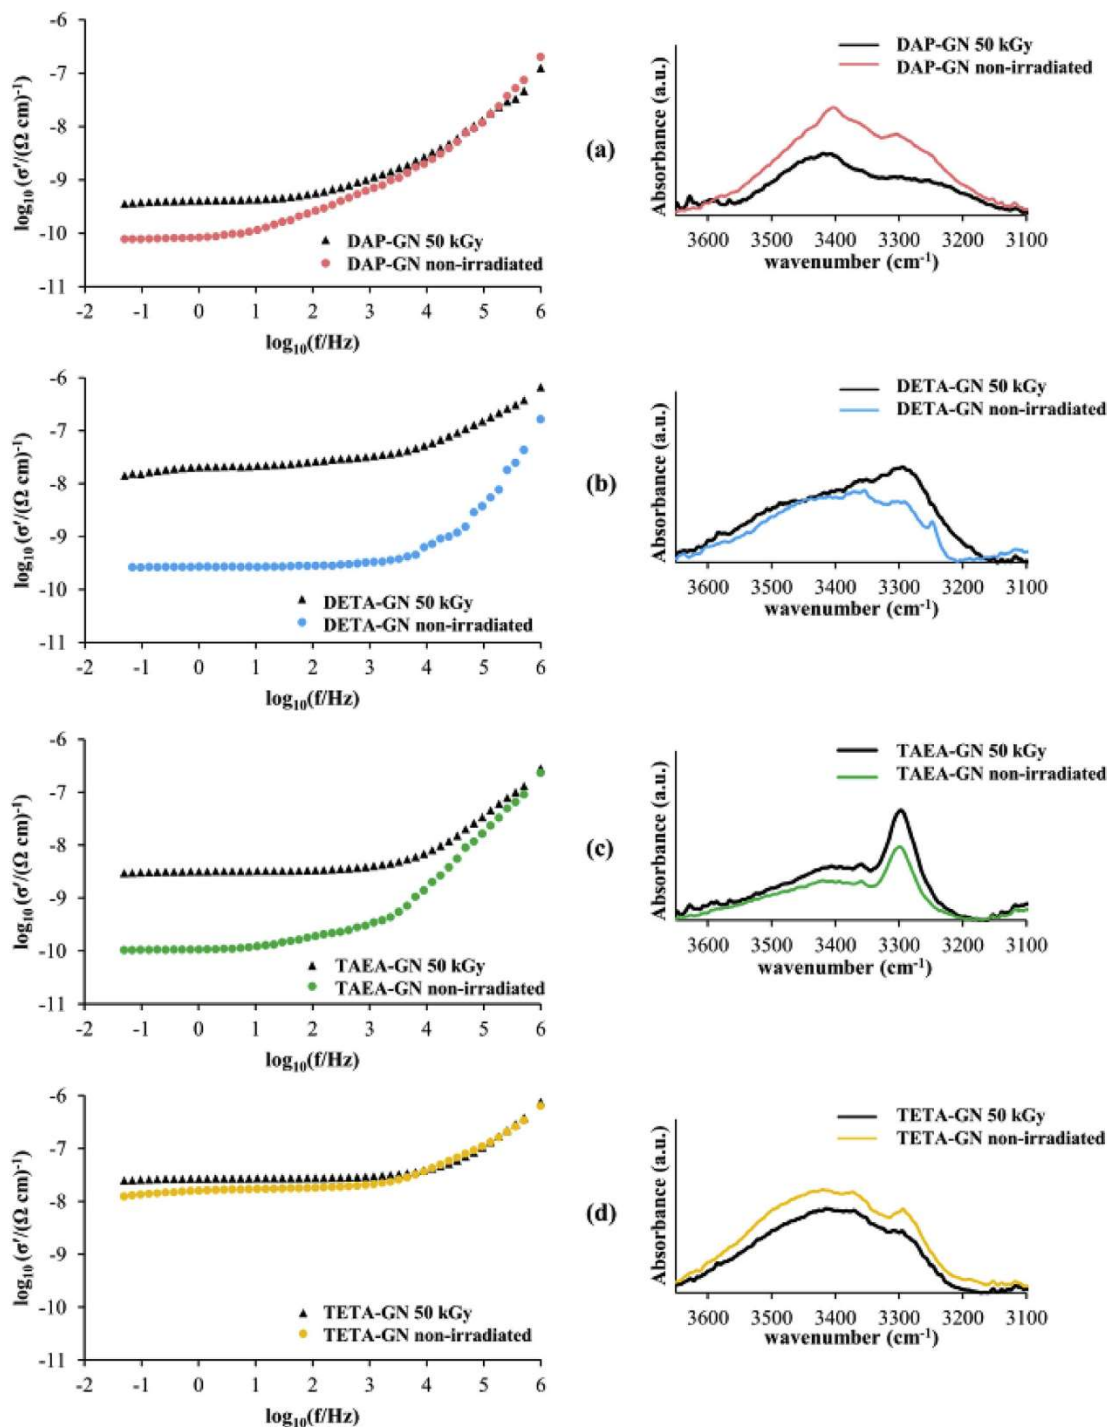 -6
-7
-8
-9
-10
-11
log₁₀ (σ'/(Ω cm)⁻¹)
DAP-GN 50 kGy
DAP-GN non-irradiated
-2 -1 0 1 2 3 4 5 6
log₁₀(f/Hz)
(a)
DAP-GN 50 kGy
DAP-GN non-irradiated
Absorbance (a.u.)
3600 3500 3400 3300 3200 3100
wavenumber (cm⁻¹)
-6
-7
-8
-9
-10
-11
log₁₀ (σ'/(Ω cm)⁻¹)
DETA-GN 50 kGy
DETA-GN non-irradiated
-2 -1 0 1 2 3 4 5 6
log₁₀(f/Hz)
(b)
DETA-GN 50 kGy
DETA-GN non-irradiated
Absorbance (a.u.)
3600 3500 3400 3300 3200 3100
wavenumber (cm⁻¹)
-6
-7
-8
-9
-10
-11
log₁₀ (σ'/(Ω cm)⁻¹)
TAEA-GN 50 kGy
TAEA-GN non-irradiated
-2 -1 0 1 2 3 4 5 6
log₁₀(f/Hz)
(c)
TAEA-GN 50 kGy
TAEA-GN non-irradiated
Absorbance (a.u.)
3600 3500 3400 3300 3200 3100
wavenumber (cm⁻¹)
-6
-7
-8
-9
-10
-11
log₁₀ (σ'/(Ω cm)⁻¹)
TETA-GN 50 kGy
TETA-GN non-irradiated
-2 -1 0 1 2 3 4 5 6
log₁₀(f/Hz)
(d)
TETA-GN 50 kGy
TETA-GN non-irradiated
Absorbance (a.u.)
3600 3500 3400 3300 3200 3100
wavenumber (cm⁻¹)